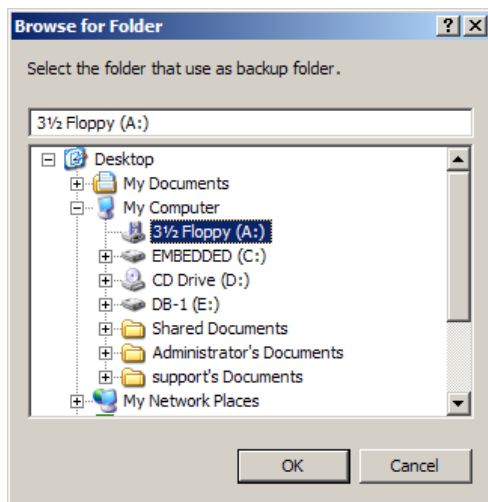 Browse for Folder
Select the folder that use as backup folder.
3½ Floppy (A:)
Desktop
My Documents
My Computer
3½ Floppy (A:)
EMBEDDED (C:)
CD Drive (D:)
DB-1 (E:)
Shared Documents
Administrator's Documents
support's Documents
My Network Places
OK Cancel